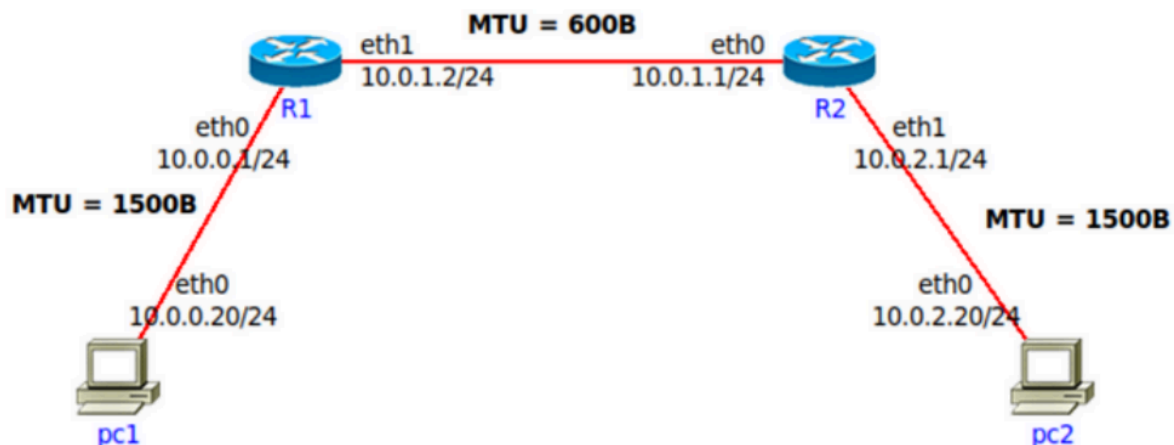 MTU = 600B
eth1
10.0.1.2/24
eth0
10.0.1.1/24
R1
R2
eth0
10.0.0.1/24
eth1
10.0.2.1/24
MTU = 1500B
MTU = 1500B
eth0
10.0.0.20/24
eth0
10.0.2.20/24
pc1
pc2